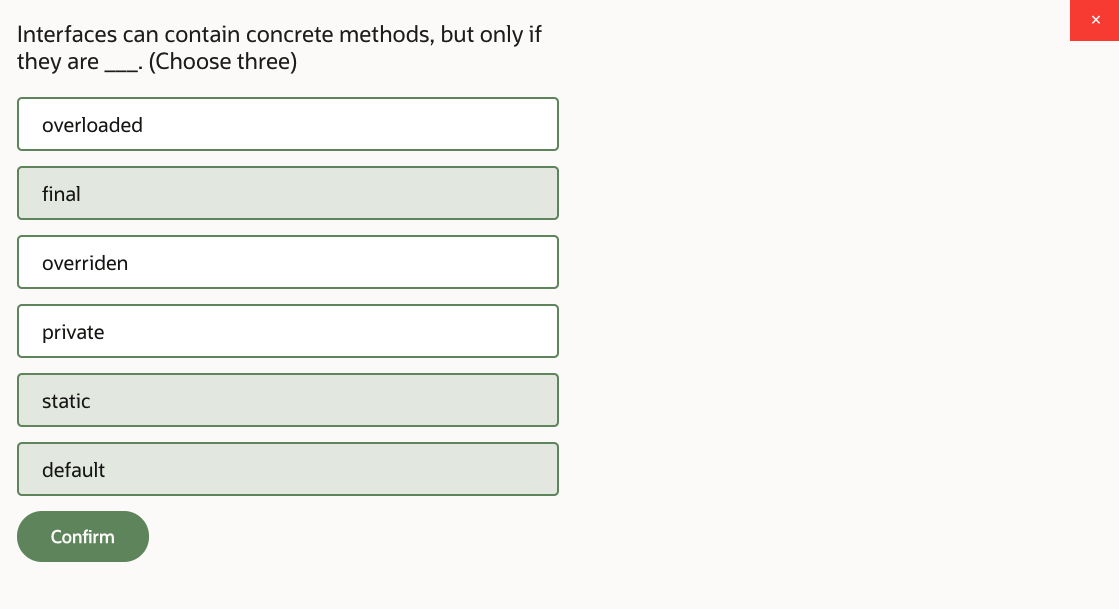 Interfaces can contain concrete methods, but only if
they are ___. (Choose three)
×
overloaded
final
overriden
private
static
default
Confirm